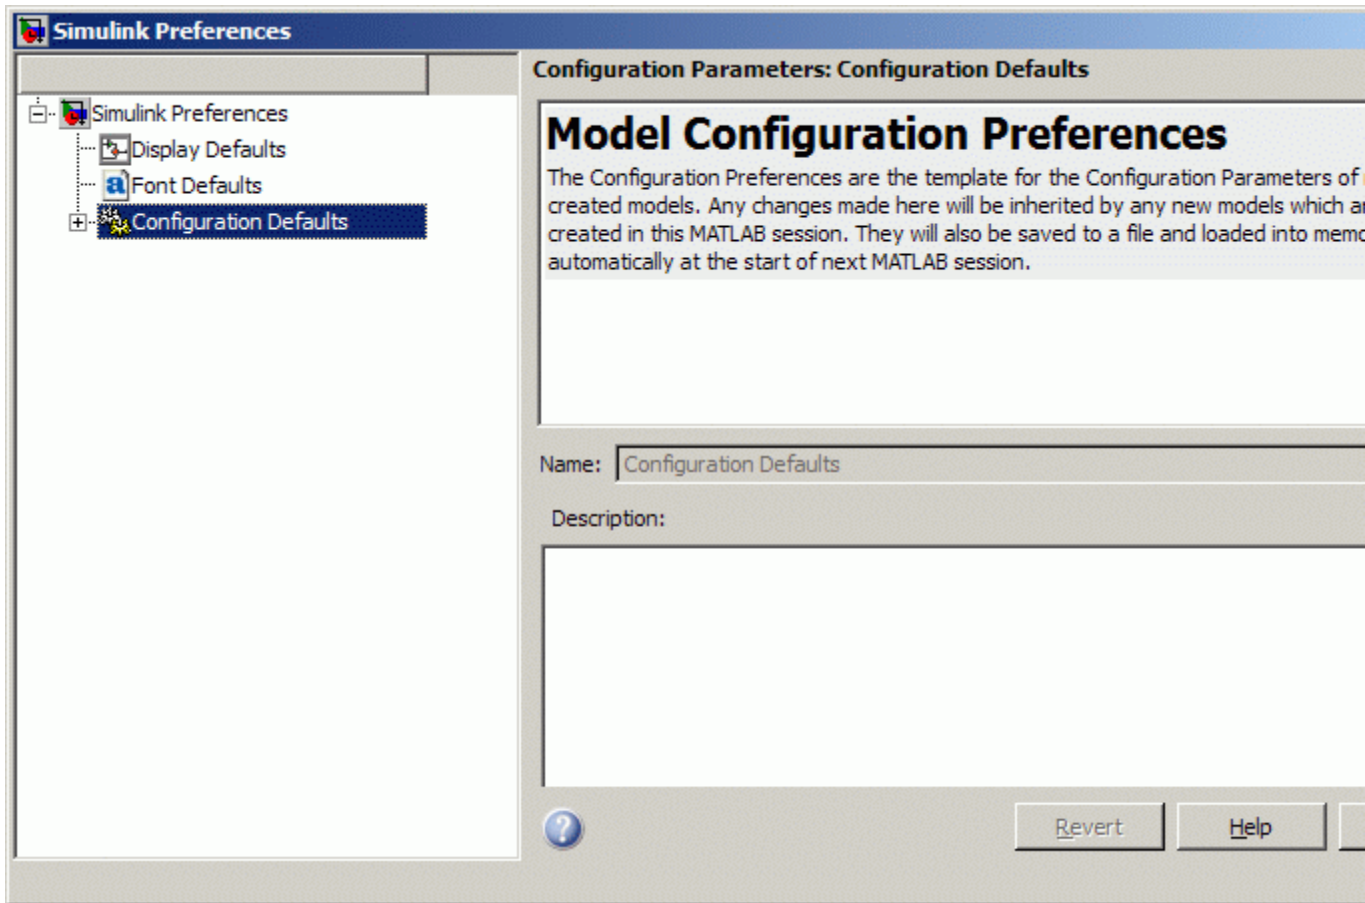 Simulink Preferences
Simulink Preferences
Display Defaults
Font Defaults
Configuration Defaults
Configuration Parameters: Configuration Defaults
Model Configuration Preferences
The Configuration Preferences are the template for the Configuration Parameters of
created models. Any changes made here will be inherited by any new models which
created in this MATLAB session. They will also be saved to a file and loaded into
automatically at the start of next MATLAB session.
Name: Configuration Defaults
Description:
Revert Help